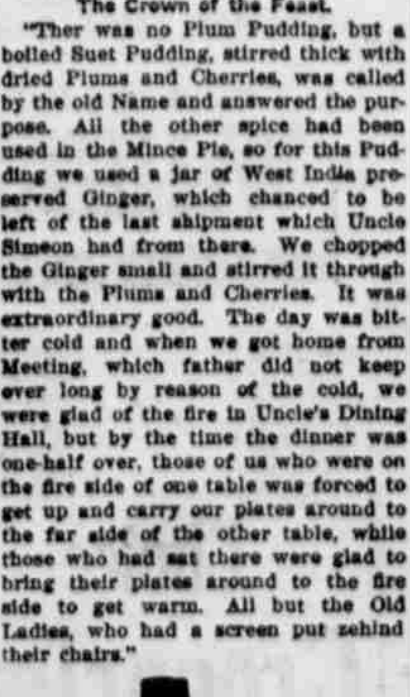 The Crown of the Feast.
"Ther was no Plum Pudding, but a
boiled Suet Pudding, stirred thick with
dried Plums and Cherries, was called
by the old Name and answered the pur-
pose. All the other spice had been
used in the Mince Pie, so for this Pud-
ding we used a jar of West India pre-
served Ginger, which chanced to be
left of the last shipment which Uncle
Simeon had from there. We chopped
the Ginger small and stirred it through
with the Plums and Cherries. It was
extraordinary good. The day was bit-
ter cold and when we got home from
Meeting, which father did not keep
over long by reason of the cold, we
were glad of the fire in Uncle's Dining
Hall, but by the time the dinner was
one-half over, those of us who were on
the fire side of one table was forced to
get up and carry our plates around to
the far side of the other table, while
those who had sat there were glad to
bring their plates around to the fire
side to get warm. All but the Old
Ladies, who had a screen put zehind
their chairs."